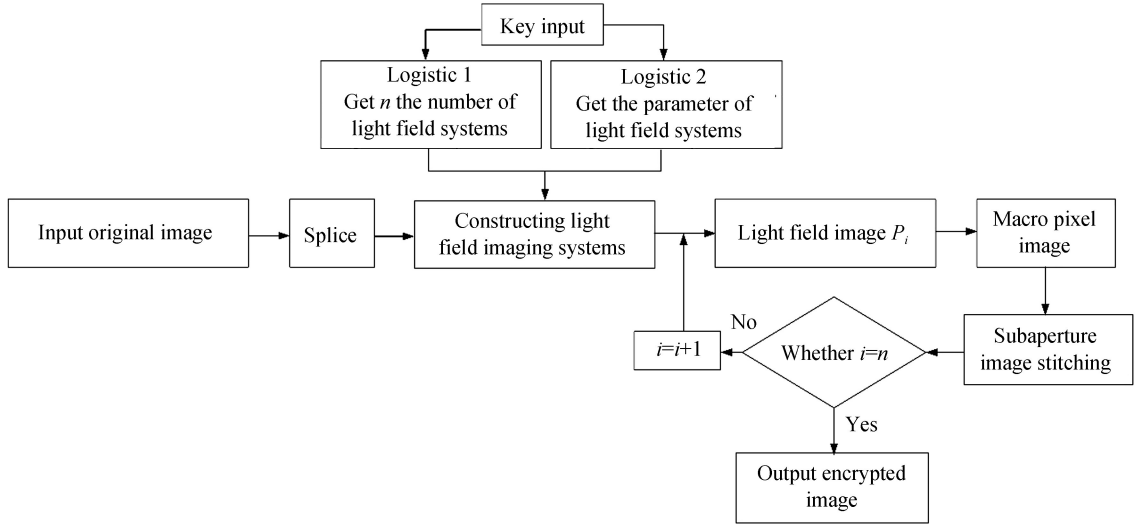 Key input
Logistic 1
Get n the number of
light field systems
Logistic 2
Get the parameter of
light field systems
Input original image
Splice
Constructing light
field imaging systems
Light field image Pi
Macro pixel
image
Subaperture
image stitching
Whether i=n
No
i=i+1
Yes
Output encrypted
image